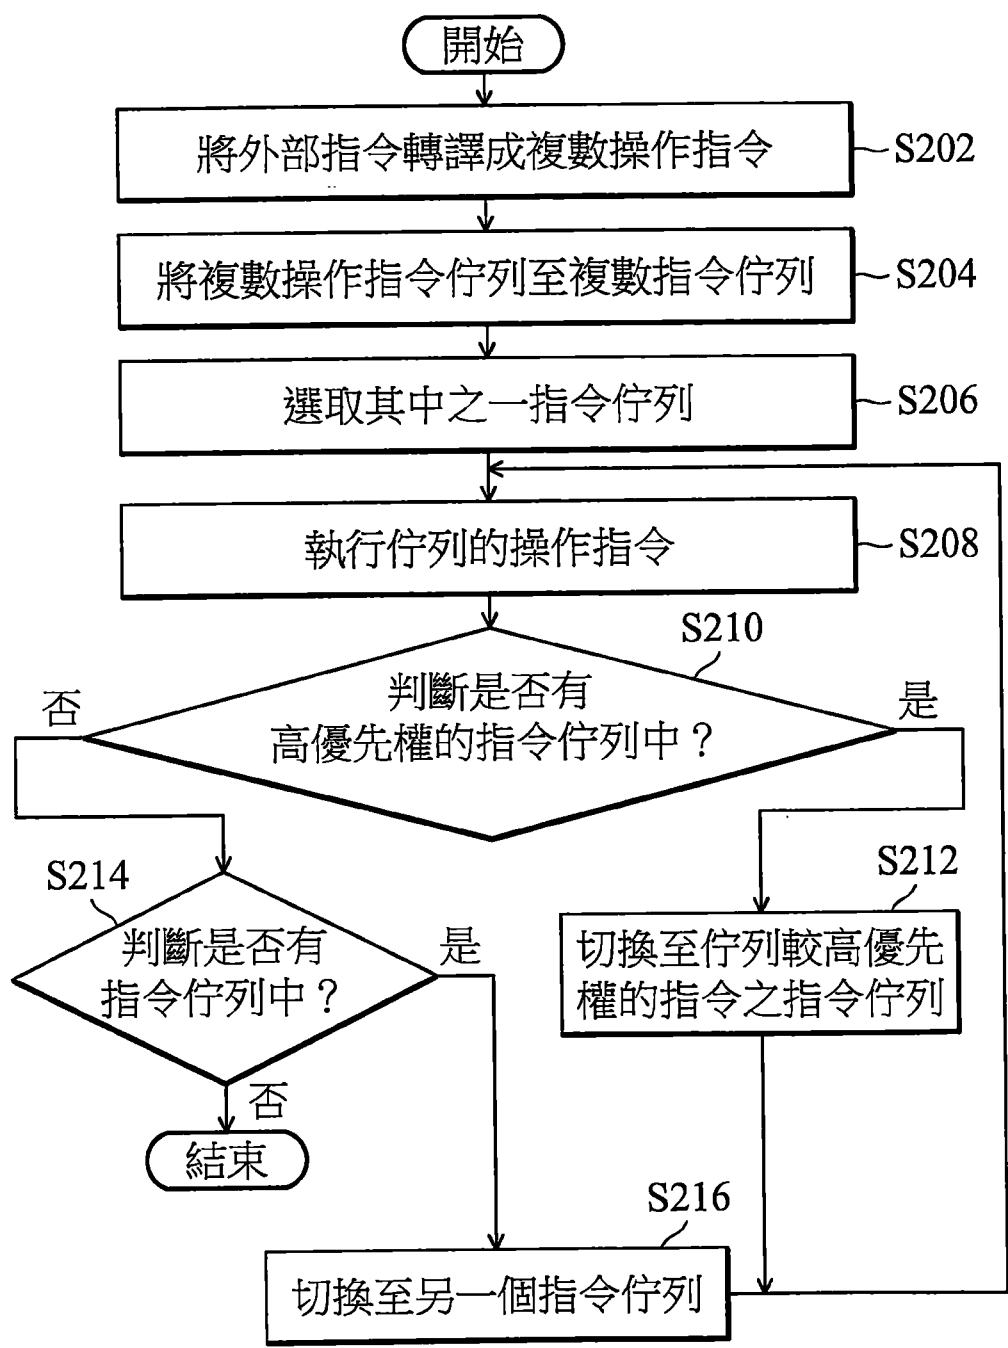 開始
將外部指令轉譯成複數操作指令
S202
將複數操作指令佇列至複數指令佇列
S204
選取其中之一指令佇列
S206
執行佇列的操作指令
S208
S210
判斷是否有
高優先權的指令佇列中？
否
是
S214
判斷是否有
指令佇列中？
是
否
結束
S212
切換至佇列較高優先
權的指令之指令佇列
S216
切換至另一個指令佇列